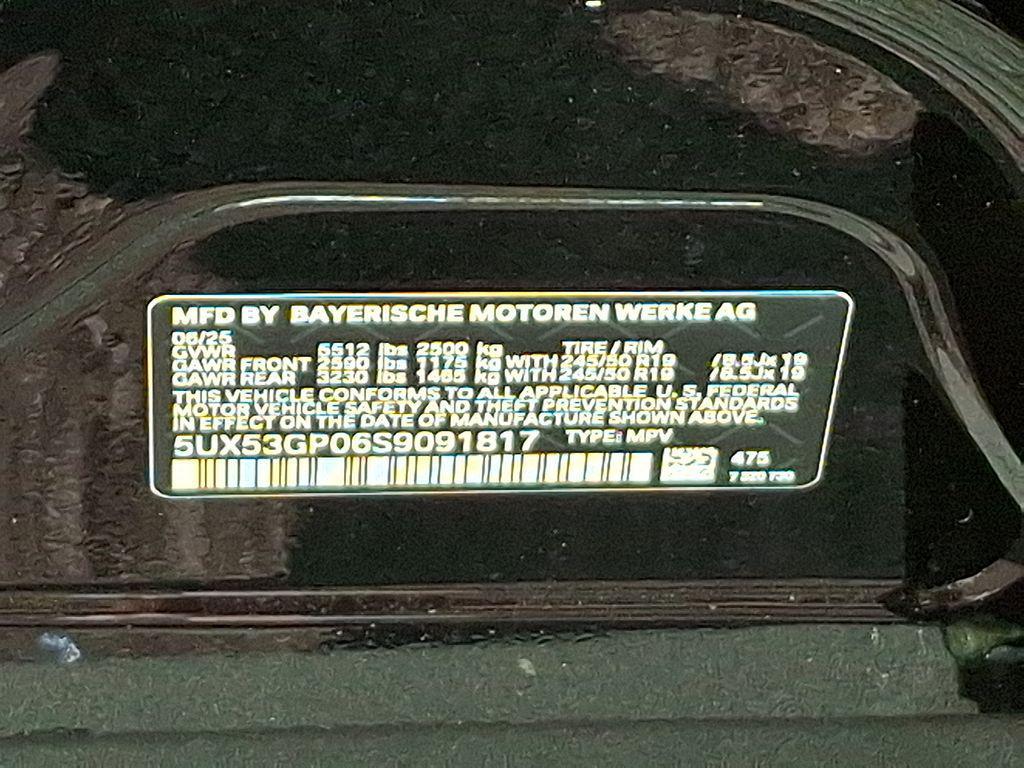 MFD BY BAYERISCHE MOTOREN WERKE AG
06/25
GVWR 5512 lbs 2500 kg TIRE / RIM
GAWR FRONT 2590 lbs 1175 kg WITH 245/50 R19 /8.5Jx19
GAWR REAR 3230 lbs 1465 kg WITH 245/50 R19 /8.5Jx19
THIS VEHICLE CONFORMS TO ALL APPLICABLE U. S. FEDERAL
MOTOR VEHICLE SAFETY AND THEFT PREVENTION STANDARDS
IN EFFECT ON THE DATE OF MANUFACTURE SHOWN ABOVE.
5UX53GP06S9091817 TYPE: MPV
475